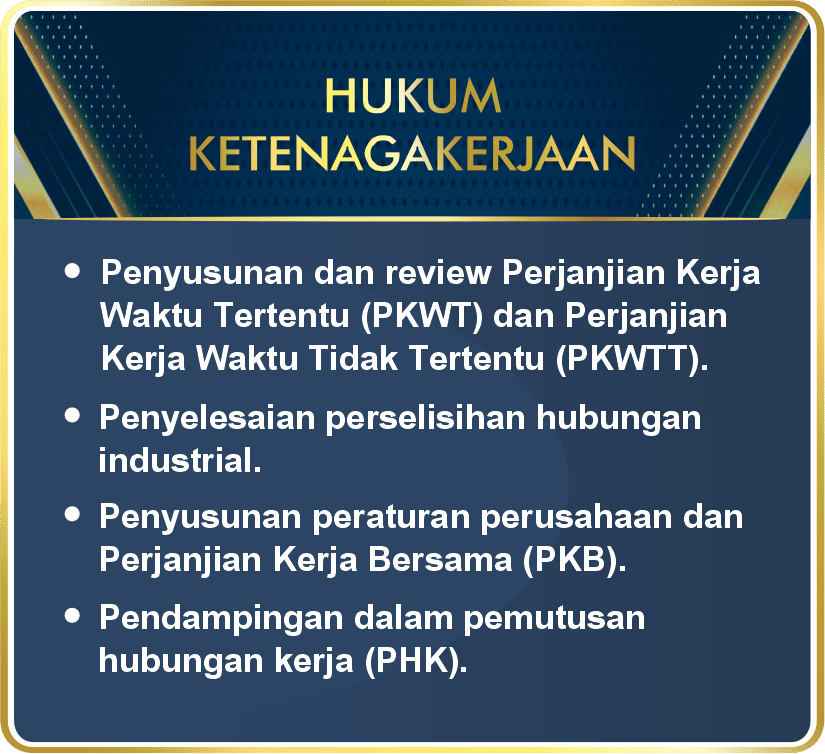 HUKUM
KETENAGAKERJAAN
• Penyusunan dan review Perjanjian Kerja
Waktu Tertentu (PKWT) dan Perjanjian
Kerja Waktu Tidak Tertentu (PKWTT).
• Penyelesaian perselisihan hubungan
industrial.
• Penyusunan peraturan perusahaan dan
Perjanjian Kerja Bersama (PKB).
• Pendampingan dalam pemutusan
hubungan kerja (PHK).